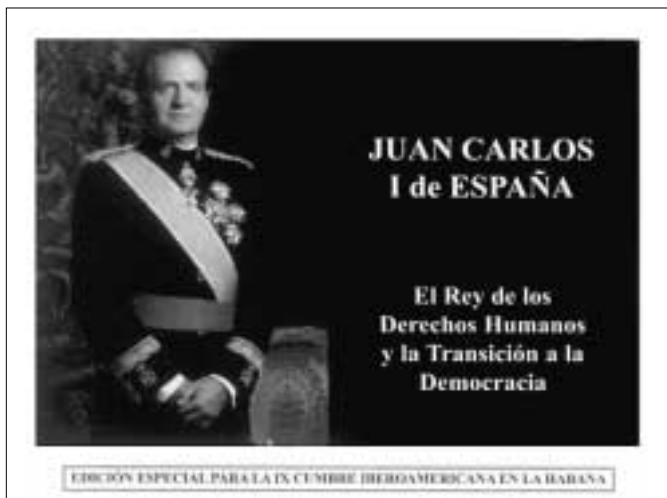 JUAN CARLOS
I de ESPAÑA
El Rey de los
Derechos Humanos
y la Transición a la
Democracia
EDICIÓN ESPECIAL PARA LA IX CUMBRE IBEROAMERICANA EN LA HABANA